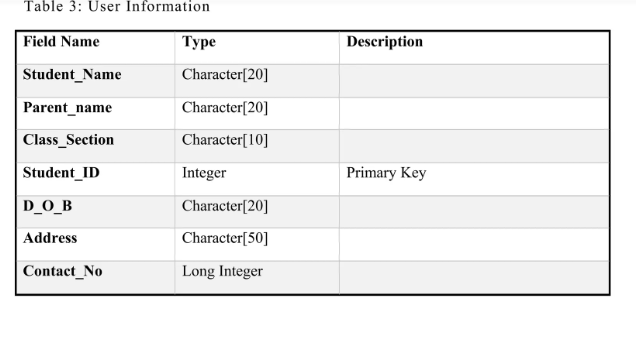 Table 3: User Information
Field Name Type Description
Student_Name Character[20]
Parent_name Character[20]
Class_Section Character[10]
Student_ID Integer Primary Key
D_O_B Character[20]
Address Character[50]
Contact_No Long Integer